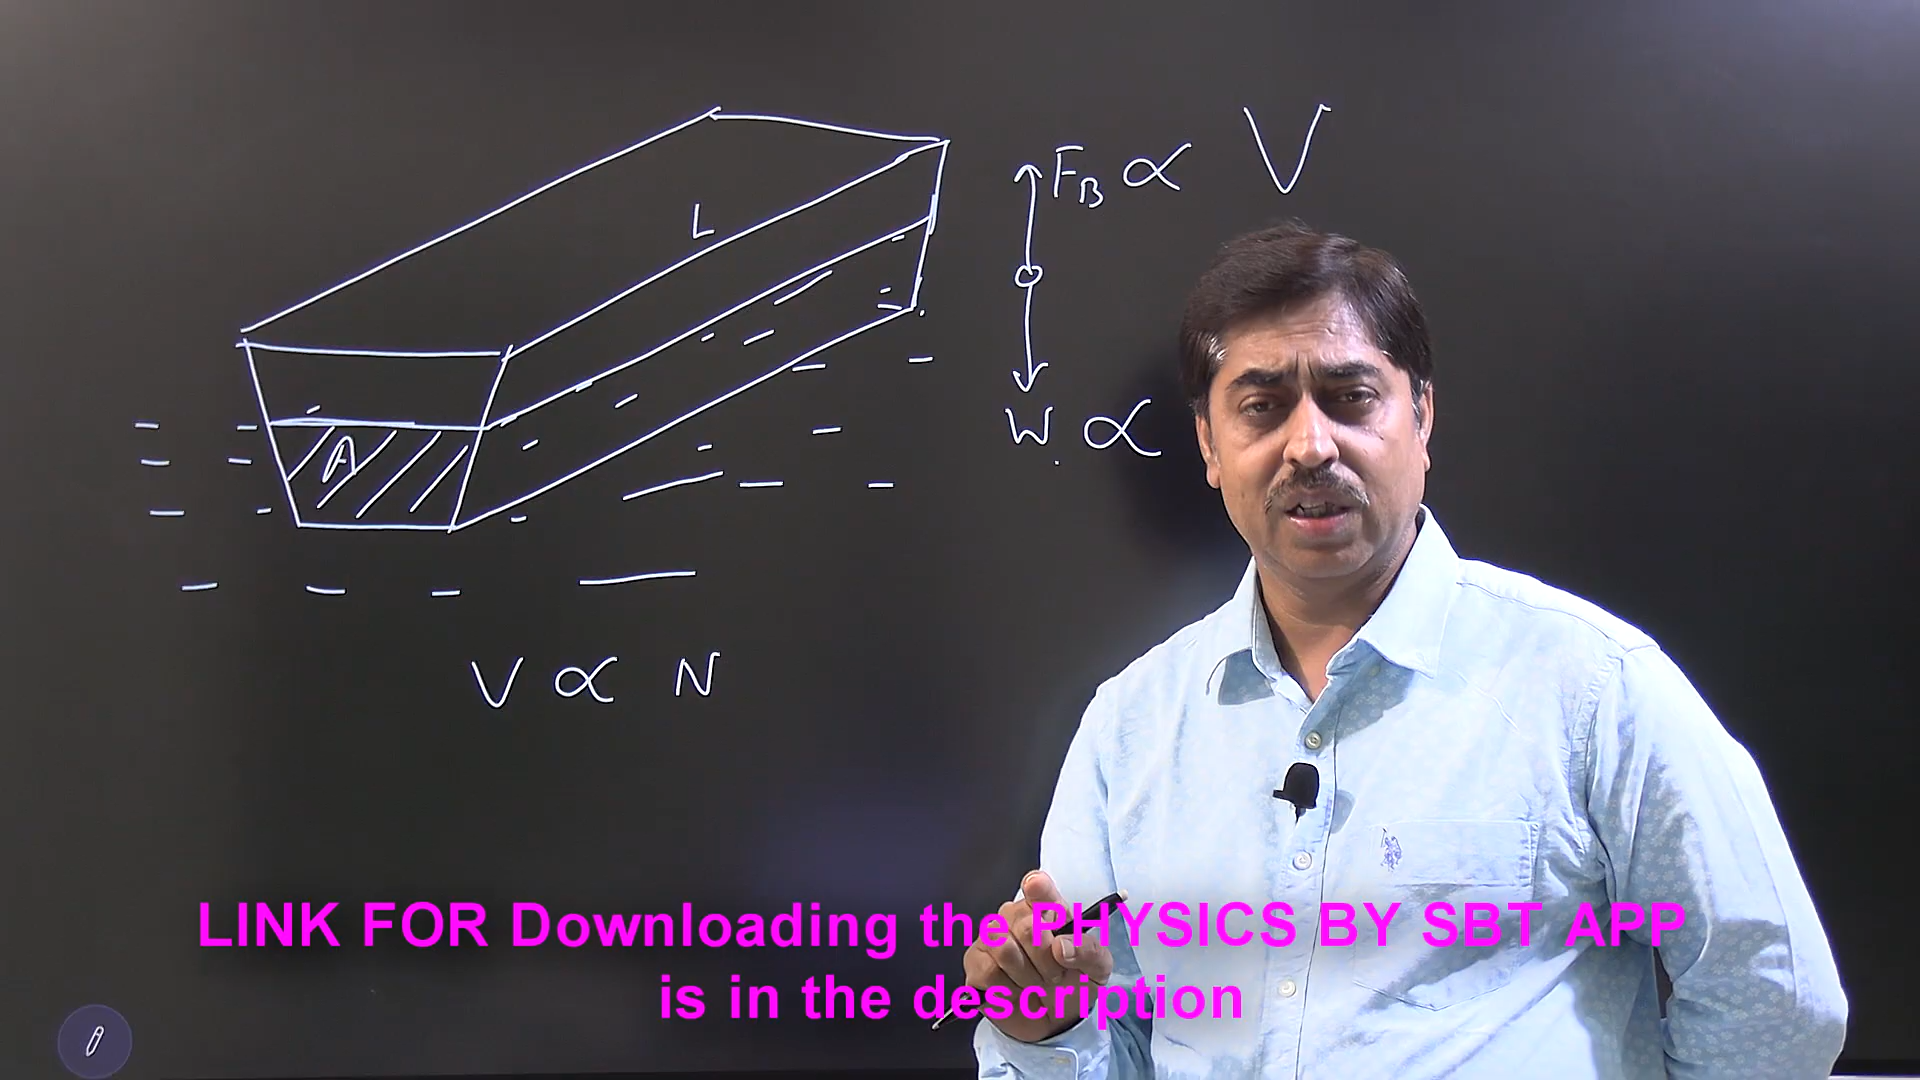 L
F_B ∝ V
W ∝
A
V ∝ N
LINK FOR Downloading the PHYSICS BY SBT APP
is in the description